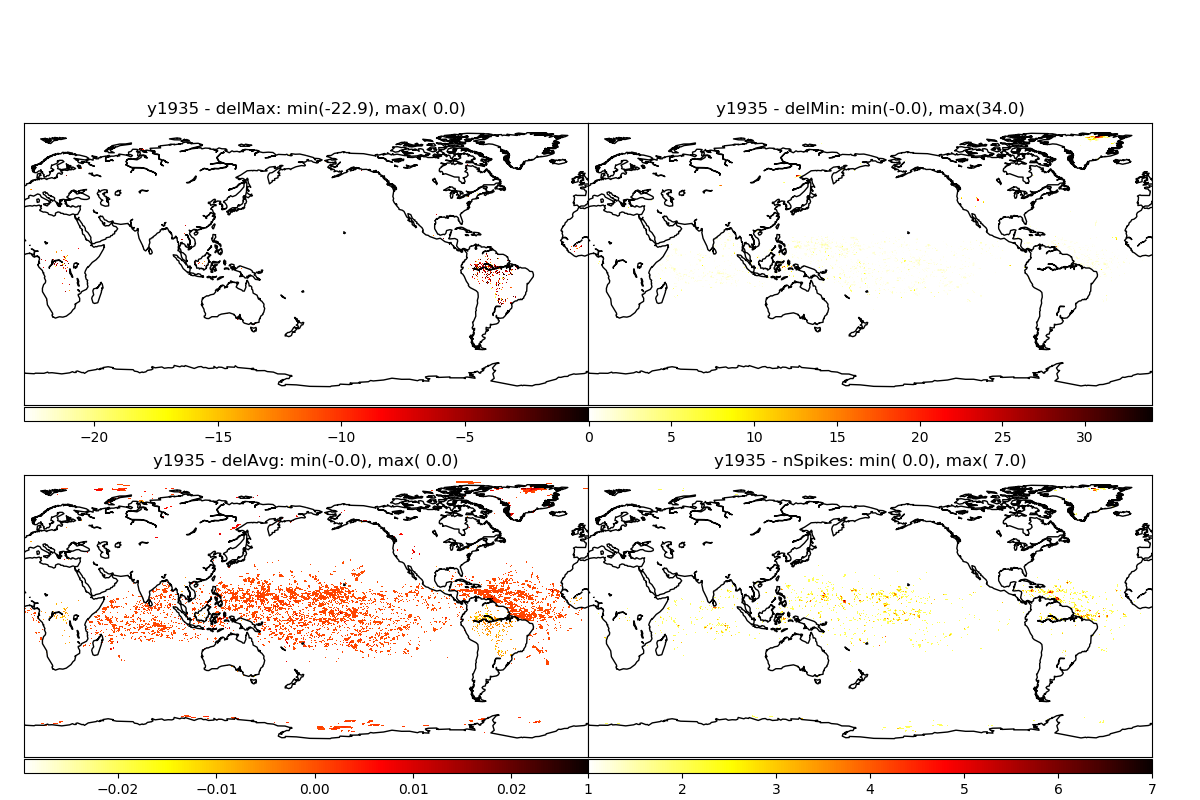 y1935 - delMax: min(-22.9), max( 0.0)
y1935 - delMin: min(-0.0), max(34.0)
−20 −15 −10 −5
0 5 10 15 20 25 30
y1935 - delAvg: min(-0.0), max( 0.0)
y1935 - nSpikes: min( 0.0), max( 7.0)
−0.02 −0.01 0.00 0.01 0.02
1 2 3 4 5 6 7